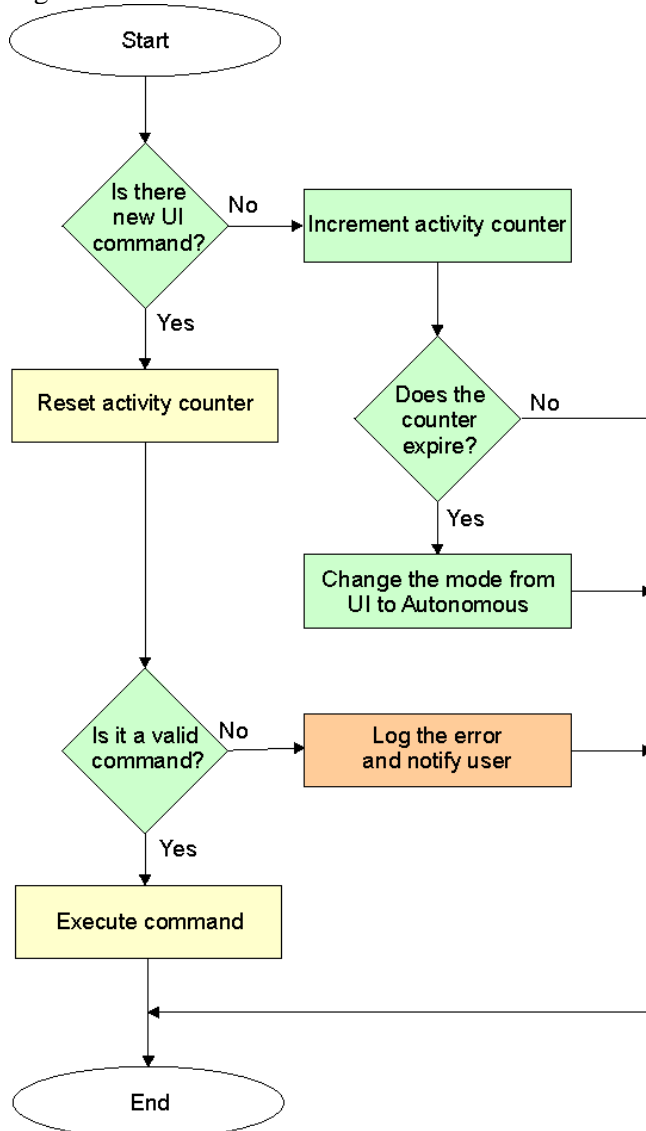 Start
Is there
new UI
command?
No
Increment activity counter
Yes
Reset activity counter
Does the
counter
expire?
No
Yes
Change the mode from
UI to Autonomous
Is it a valid
command?
No
Log the error
and notify user
Yes
Execute command
End